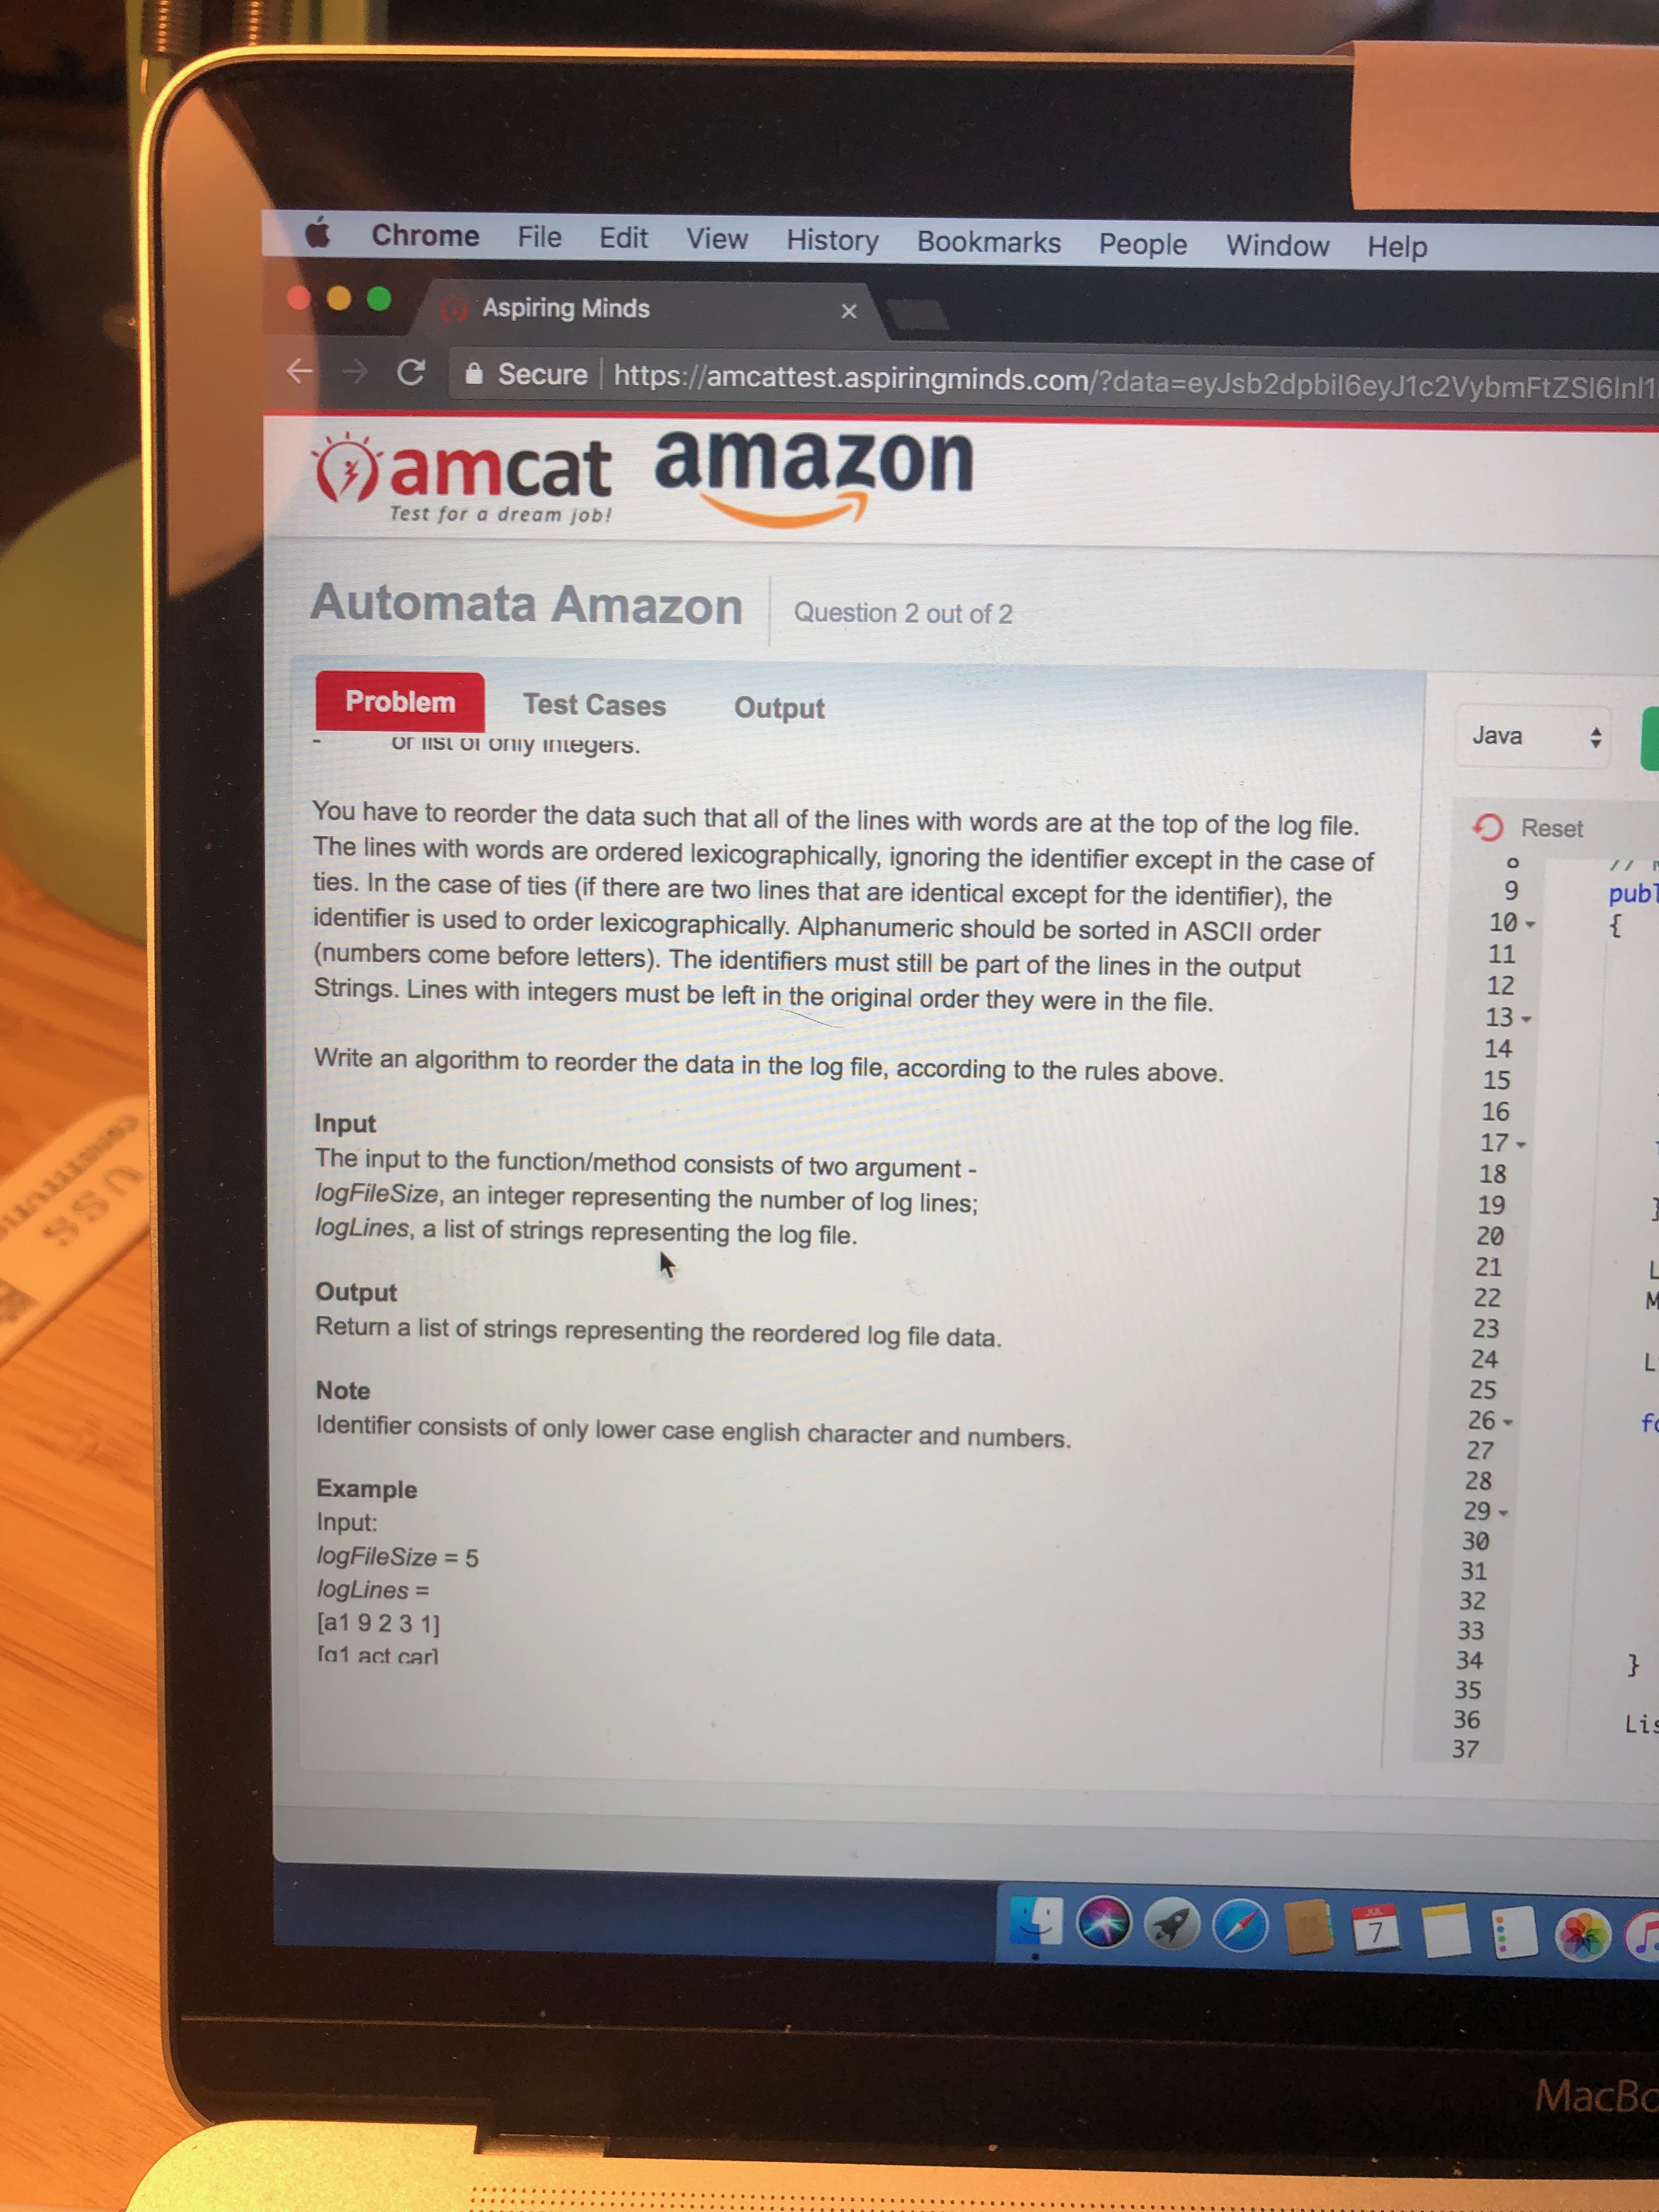 Chrome File Edit View History Bookmarks People Window Help
Aspiring Minds ×
Secure | https://amcattest.aspiringminds.com/?data=eyJsb2dpbiI6eyJ1c2VybmFtZSI6InI1
amcat amazon
Test for a dream job!
Automata Amazon
Question 2 out of 2
Problem Test Cases Output
- or list of only integers.
You have to reorder the data such that all of the lines with words are at the top of the log file.
The lines with words are ordered lexicographically, ignoring the identifier except in the case of
ties. In the case of ties (if there are two lines that are identical except for the identifier), the
identifier is used to order lexicographically. Alphanumeric should be sorted in ASCII order
(numbers come before letters). The identifiers must still be part of the lines in the output
Strings. Lines with integers must be left in the original order they were in the file.
Write an algorithm to reorder the data in the log file, according to the rules above.
Input
The input to the function/method consists of two argument -
logFileSize, an integer representing the number of log lines;
logLines, a list of strings representing the log file.
Output
Return a list of strings representing the reordered log file data.
Note
Identifier consists of only lower case english character and numbers.
Example
Input:
logFileSize = 5
logLines =
[a1 9 2 3 1]
[g1 act car]
Java
Reset
//
9 publ
10 {
11
12
13
14
15
16
17
18
19 }
20
21 L
22 M
23
24 L
25
26 fo
27
28
29
30
31
32
33
34 }
35
36 Lis
37
JUL
7
MacBo
USS
CONSTITUTIO